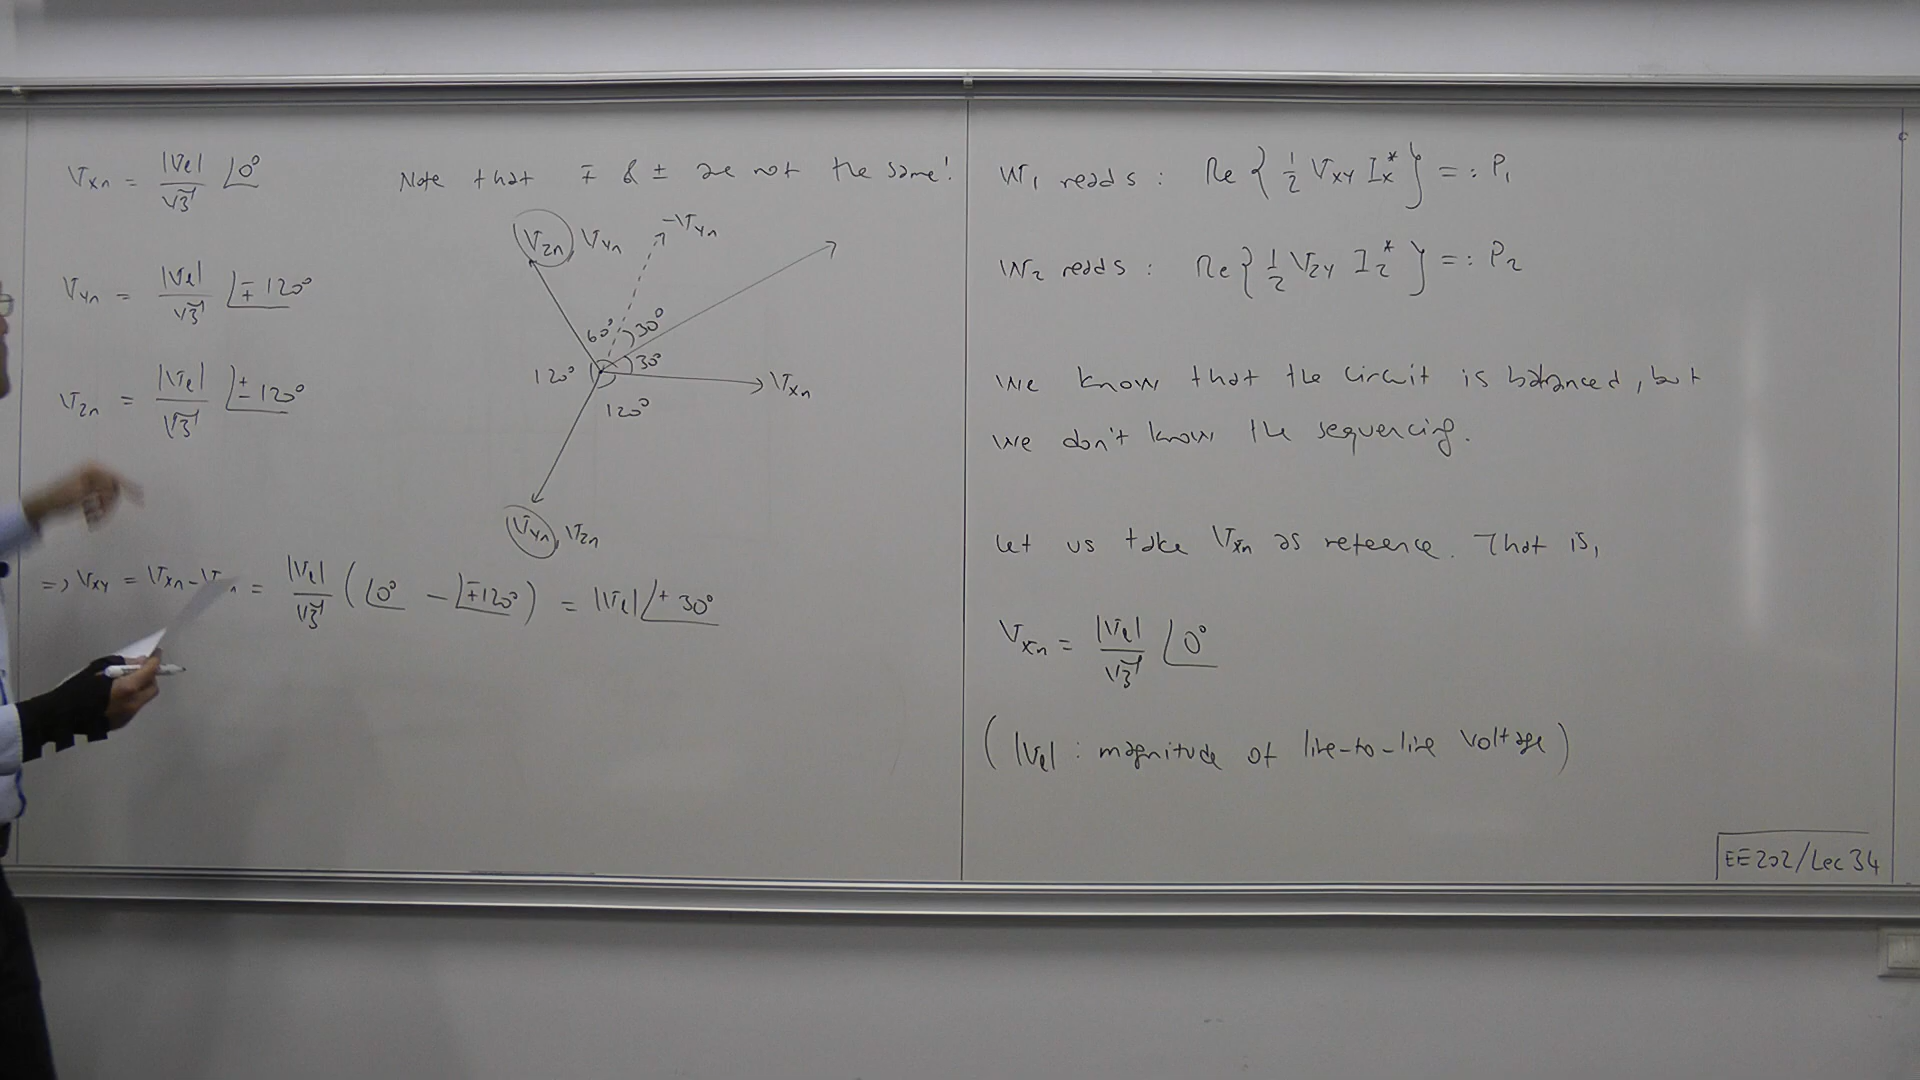 Vxn = |Vl|/√3 ∠0°
Note that ∓ & ± are not the same!
Vyn = |Vl|/√3 ∠∓120°
Vzn = |Vl|/√3 ∠±120°
Vzn, Vyn
-Vyn
60° 30°
120° 30°
Vxn
120°
Vyn, Vzn
=> Vxy = Vxn - V n = |Vl|/√3 (∠0° - ∠∓120°) = |Vl| ∠+30°
W1 reads : Re{½ Vxy Ix*} =: P1
W2 reads : Re{½ Vzy Iz*} =: P2
We know that the circuit is balanced, but
we don't know the sequencing.
Let us take Vxn as refeence. That is,
Vxn = |Vl|/√3 ∠0°
(|Vl| : magnitude of line-to-line voltage)
EE202/Lec 34